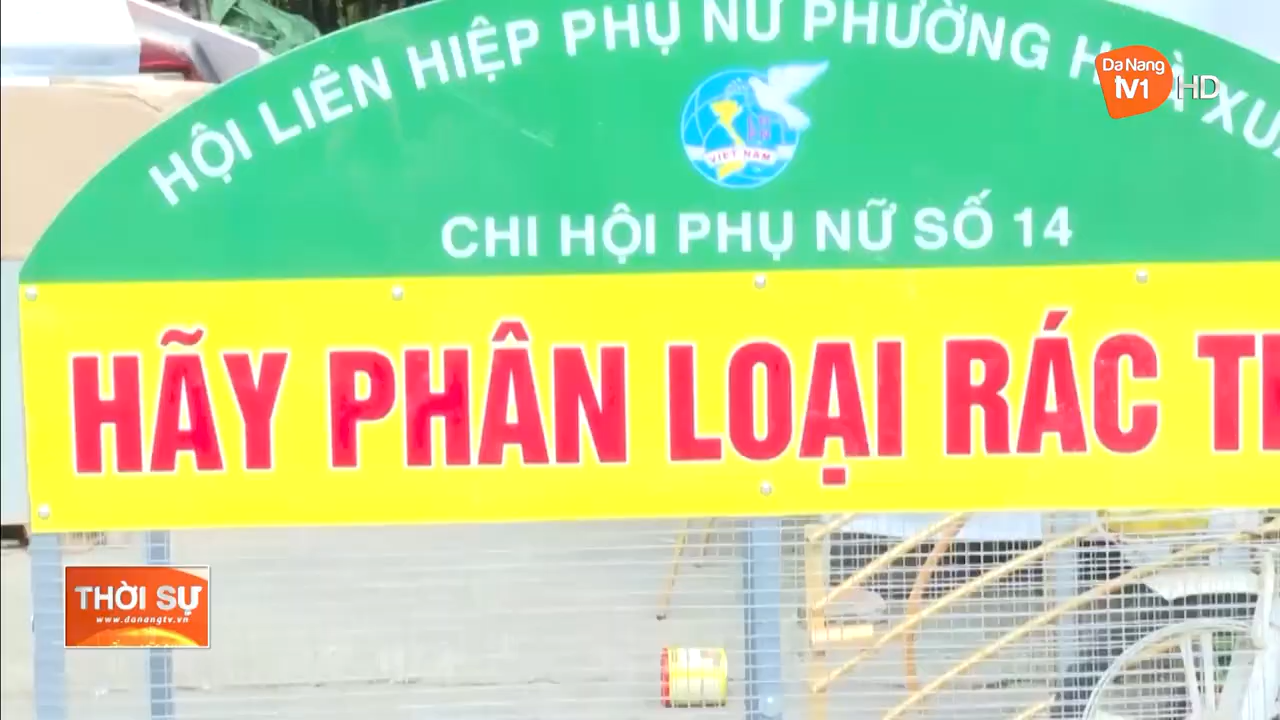 HỘI LIÊN HIỆP PHỤ NỮ PHƯỜNG
Da Nang
TV1 HD
VIỆT NAM
CHI HỘI PHỤ NỮ SỐ 14
HÃY PHÂN LOẠI RÁC
THỜI SỰ
www.danangtv.vn